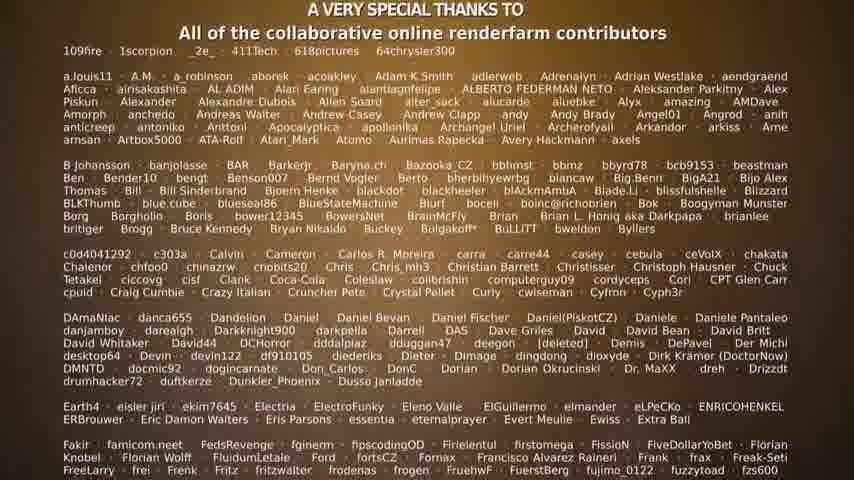 A VERY SPECIAL THANKS TO
All of the collaborative online renderfarm contributors
109fire · 1scorpion · _2e_ · 411Tech · 618pictures · 64chrysler300
a.louis11 · A.M. · a_robinson · aborek · acoakley · Adam K Smith · adlerweb · Adrenalyn · Adrian Westlake · aendgraend
Aficca · airisakashita · AL ADIM · Alan Earing · alantiagnfelipe · ALBERTO FEDERMAN NETO · Aleksander Parkitny · Alex
Piskun · Alexander · Alexandre Dubois · Allen Soard · alter_sack · alucarde · aluebke · Alyx · amazing · AMDave
Amorph · anchedo · Andreas Walter · Andrew Casey · Andrew Clapp · andy · Andy Brady · Angel01 · Angrod · anih
anticreep · antoniko · Anttoni · Apocalyptica · apollonika · Archangel Uriel · Archerofaiil · Arkandor · arkiss · Arne
arnsan · Artbox5000 · ATA-Rolf · Atari_Mark · Atomo · Aurimas Rapecka · Avery Hackmann · axels
B Johansson · banjolasse · BAR · BarkerJr · Baryna.ch · Bazooka_CZ · bbhmst · bbmz · bbyrd78 · bcb9153 · beastman
Ben · Bender10 · bengt · Benson007 · Bernd Vogler · Berto · bherbihyewrbg · biancaw · Big.Benn · BigA21 · Bijo Alex
Thomas · Bill · Bill Sinderbrand · Bjoern Henke · blackdot · blackheeler · blAckmAmbA · Blade.Li · blissfulshelle · Blizzard
BLKThumb · blue.cube · blueseal86 · BlueStateMachine · Blurf · boceli · boinc@richobrien · Bok · Boogyman Munster
Borg · Borgholio · Boris · bower12345 · BowersNet · BrainMcFly · Brian · Brian L. Honig aka Darkpapa · brianlee
britiger · Brogg · Bruce Kennedy · Bryan Nikaido · Buckey · Bulgakoff* · BuLLITT · bweldon · Byllers
c0d4041292 · c303a · Calvin · Cameron · Carlos R. Moreira · carra · carre44 · casey · cebula · ceVoIX · chakata
Chalenor · chfoo0 · chinazrw · cnobits20 · Chris · Chris_mh3 · Christian Barrett · Christisser · Christoph Hausner · Chuck
Tetakel · ciccovg · cisf · Clank · Coca-Cola · Coleslaw · colibrishin · computerguy09 · cordyceps · Cori · CPT Glen Carr
cpuid · Craig Cumbie · Crazy Italian · Cruncher Pete · Crystal Pellet · Curly · cwiseman · Cyfron · Cyph3r
DAmaNiac · danca655 · Dandelion · Daniel · Daniel Bevan · Daniel Fischer · Daniel(PiskotCZ) · Daniele · Daniele Pantaleo
danjamboy · darealgh · Darkknight900 · darkpella · Darrell · DAS · Dave Griles · David · David Bean · David Britt
David Whitaker · David44 · DCHorror · dddalpiaz · dduggan47 · deegon · [deleted] · Demis · DePavel · Der Michi
desktop64 · Devin · devin122 · df910105 · diederiks · Dieter · Dimage · dingdong · dioxyde · Dirk Krämer (DoctorNow)
DMNTD · docmic92 · dogincarnate · Don_Carlos · DonC · Dorian · Dorian Okrucinski · Dr. MaXX · dreh · Drizzdt
drumhacker72 · duftkerze · Dunkler_Phoenix · Dusso Janladde
Earth4 · eisler jiri · ekim7645 · Electria · ElectroFunky · Eleno Valle · ElGuillermo · elmander · eLPeCKo · ENRICOHENKEL
ERBrouwer · Eric Damon Walters · Eris Parsons · essentia · eternalprayer · Evert Meulie · Ewiss · Extra Ball
Fakir · famicom.neet · FedsRevenge · fginerm · fipscodingOD · Firielentul · firstomega · FissioN · FiveDollarYoBet · Florian
Knobel · Florian Wolff · FluidumLetale · Ford · fortsCZ · Fornax · Francisco Alvarez Raineri · Frank · frax · Freak-Seti
FreeLarry · frei · Frenk · Fritz · fritzwalter · frodenas · frogen · FruehwF · FuerstBerg · fujimo_0122 · fuzzytoad · fzs600